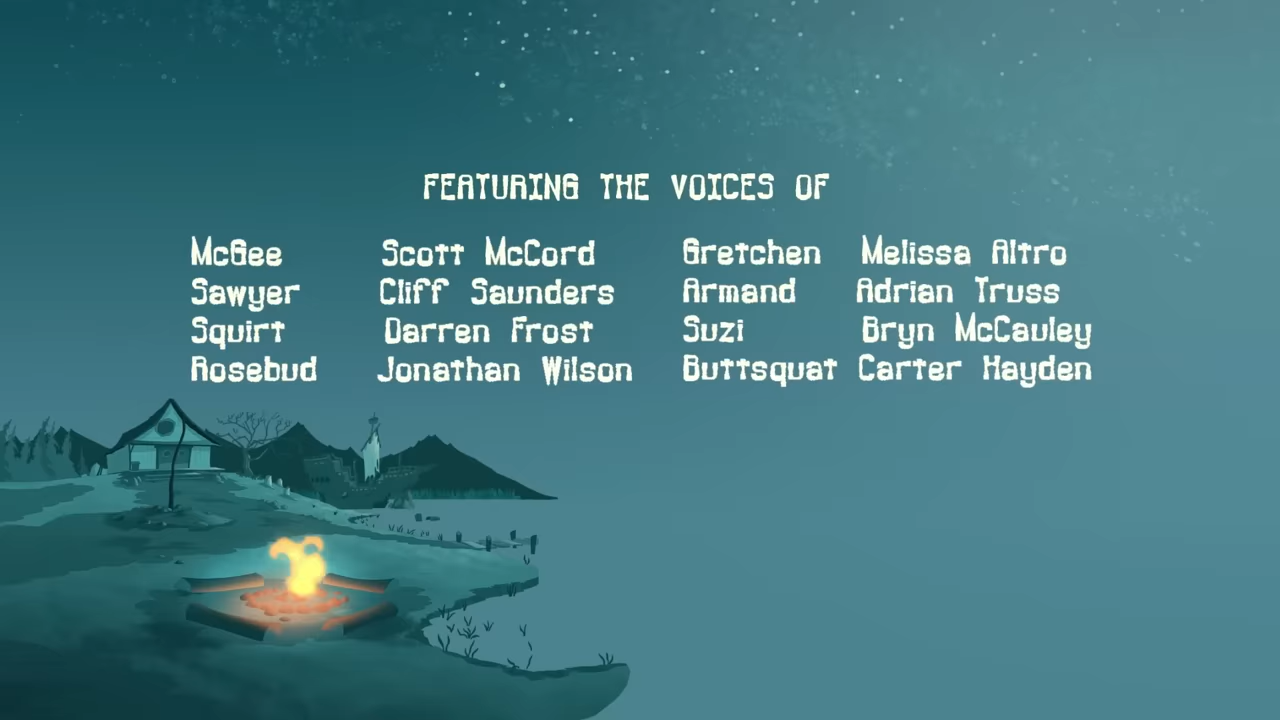 FEATURING THE VOICES OF
McGee Scott McCord Gretchen Melissa Altro
Sawyer Cliff Saunders Armand Adrian Truss
Squirt Darren Frost Suzi Bryn McCauley
Rosebud Jonathan Wilson Buttsquat Carter Hayden